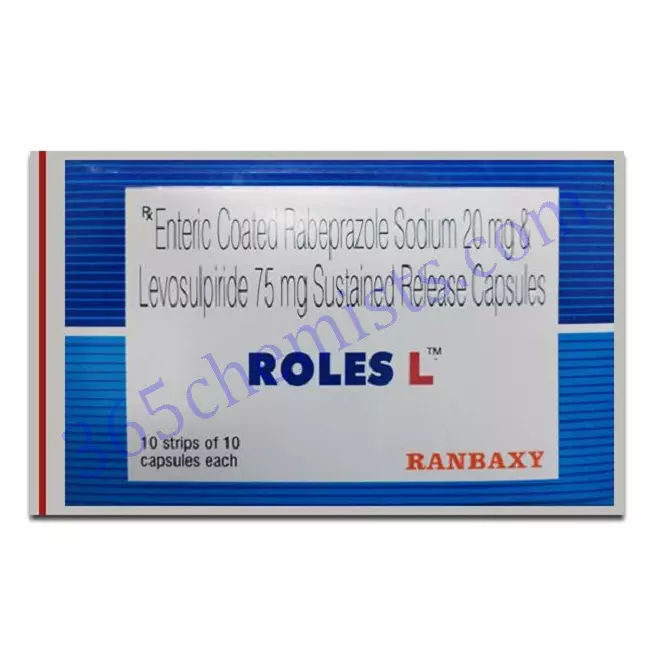 Rx Enteric Coated Rabeprazole Sodium 20 mg &
Levosulpiride 75 mg Sustained Release Capsules
ROLES L™
10 strips of 10
capsules each
RANBAXY
365chemists.com